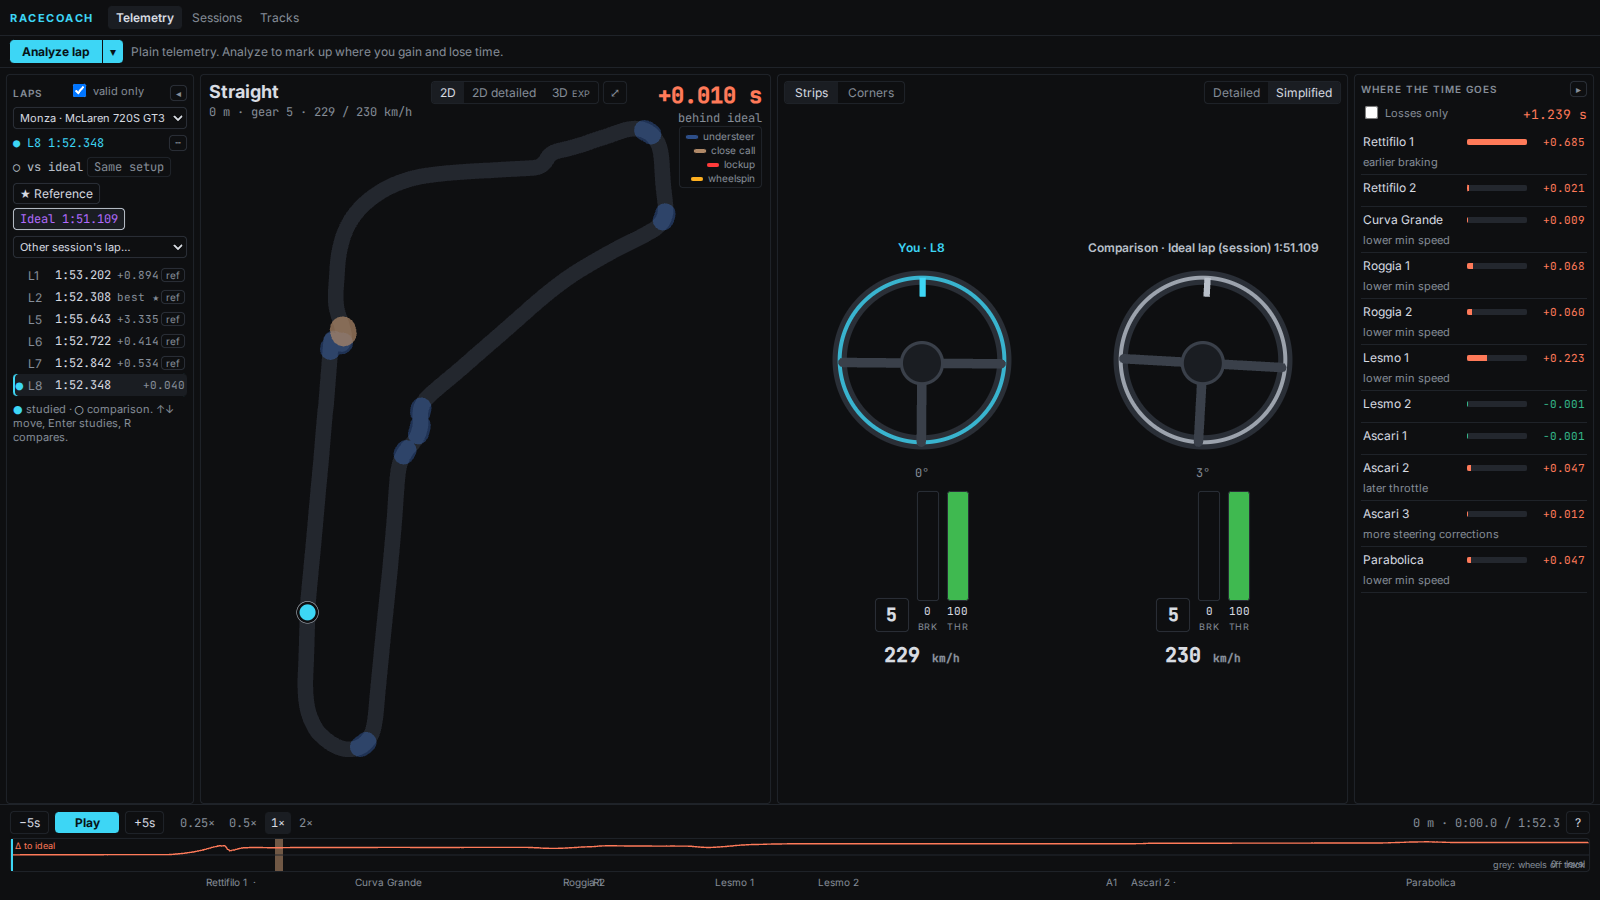 RACECOACH Telemetry Sessions Tracks
Analyze lap ▾ Plain telemetry. Analyze to mark up where you gain and lose time.
LAPS valid only ◂
Monza · McLaren 720S GT3
L8 1:52.348 −
vs ideal Same setup
★ Reference
Ideal 1:51.109
Other session's lap...
L1 1:53.202 +0.894 ref
L2 1:52.308 best ★ ref
L5 1:55.643 +3.335 ref
L6 1:52.722 +0.414 ref
L7 1:52.842 +0.534 ref
L8 1:52.348 +0.040
● studied · ○ comparison. ↑↓
move, Enter studies, R
compares.
Straight
0 m · gear 5 · 229 / 230 km/h
2D 2D detailed 3D EXP ⤢
+0.010 s
behind ideal
understeer
close call
lockup
wheelspin
Strips Corners
Detailed Simplified
You · L8
0°
5
0 100
BRK THR
229 km/h
Comparison · Ideal lap (session) 1:51.109
3°
5
0 100
BRK THR
230 km/h
WHERE THE TIME GOES ▸
Losses only +1.239 s
Rettifilo 1 +0.685
earlier braking
Rettifilo 2 +0.021
Curva Grande +0.009
lower min speed
Roggia 1 +0.068
lower min speed
Roggia 2 +0.060
lower min speed
Lesmo 1 +0.223
lower min speed
Lesmo 2 -0.001
Ascari 1 -0.001
Ascari 2 +0.047
later throttle
Ascari 3 +0.012
more steering corrections
Parabolica +0.047
lower min speed
−5s Play +5s 0.25× 0.5× 1× 2×
0 m · 0:00.0 / 1:52.3 ?
Δ to ideal
grey: wheels off track
Rettifilo 1 · Curva Grande Roggia R2 Lesmo 1 Lesmo 2 A1 Ascari 2 · Parabolica